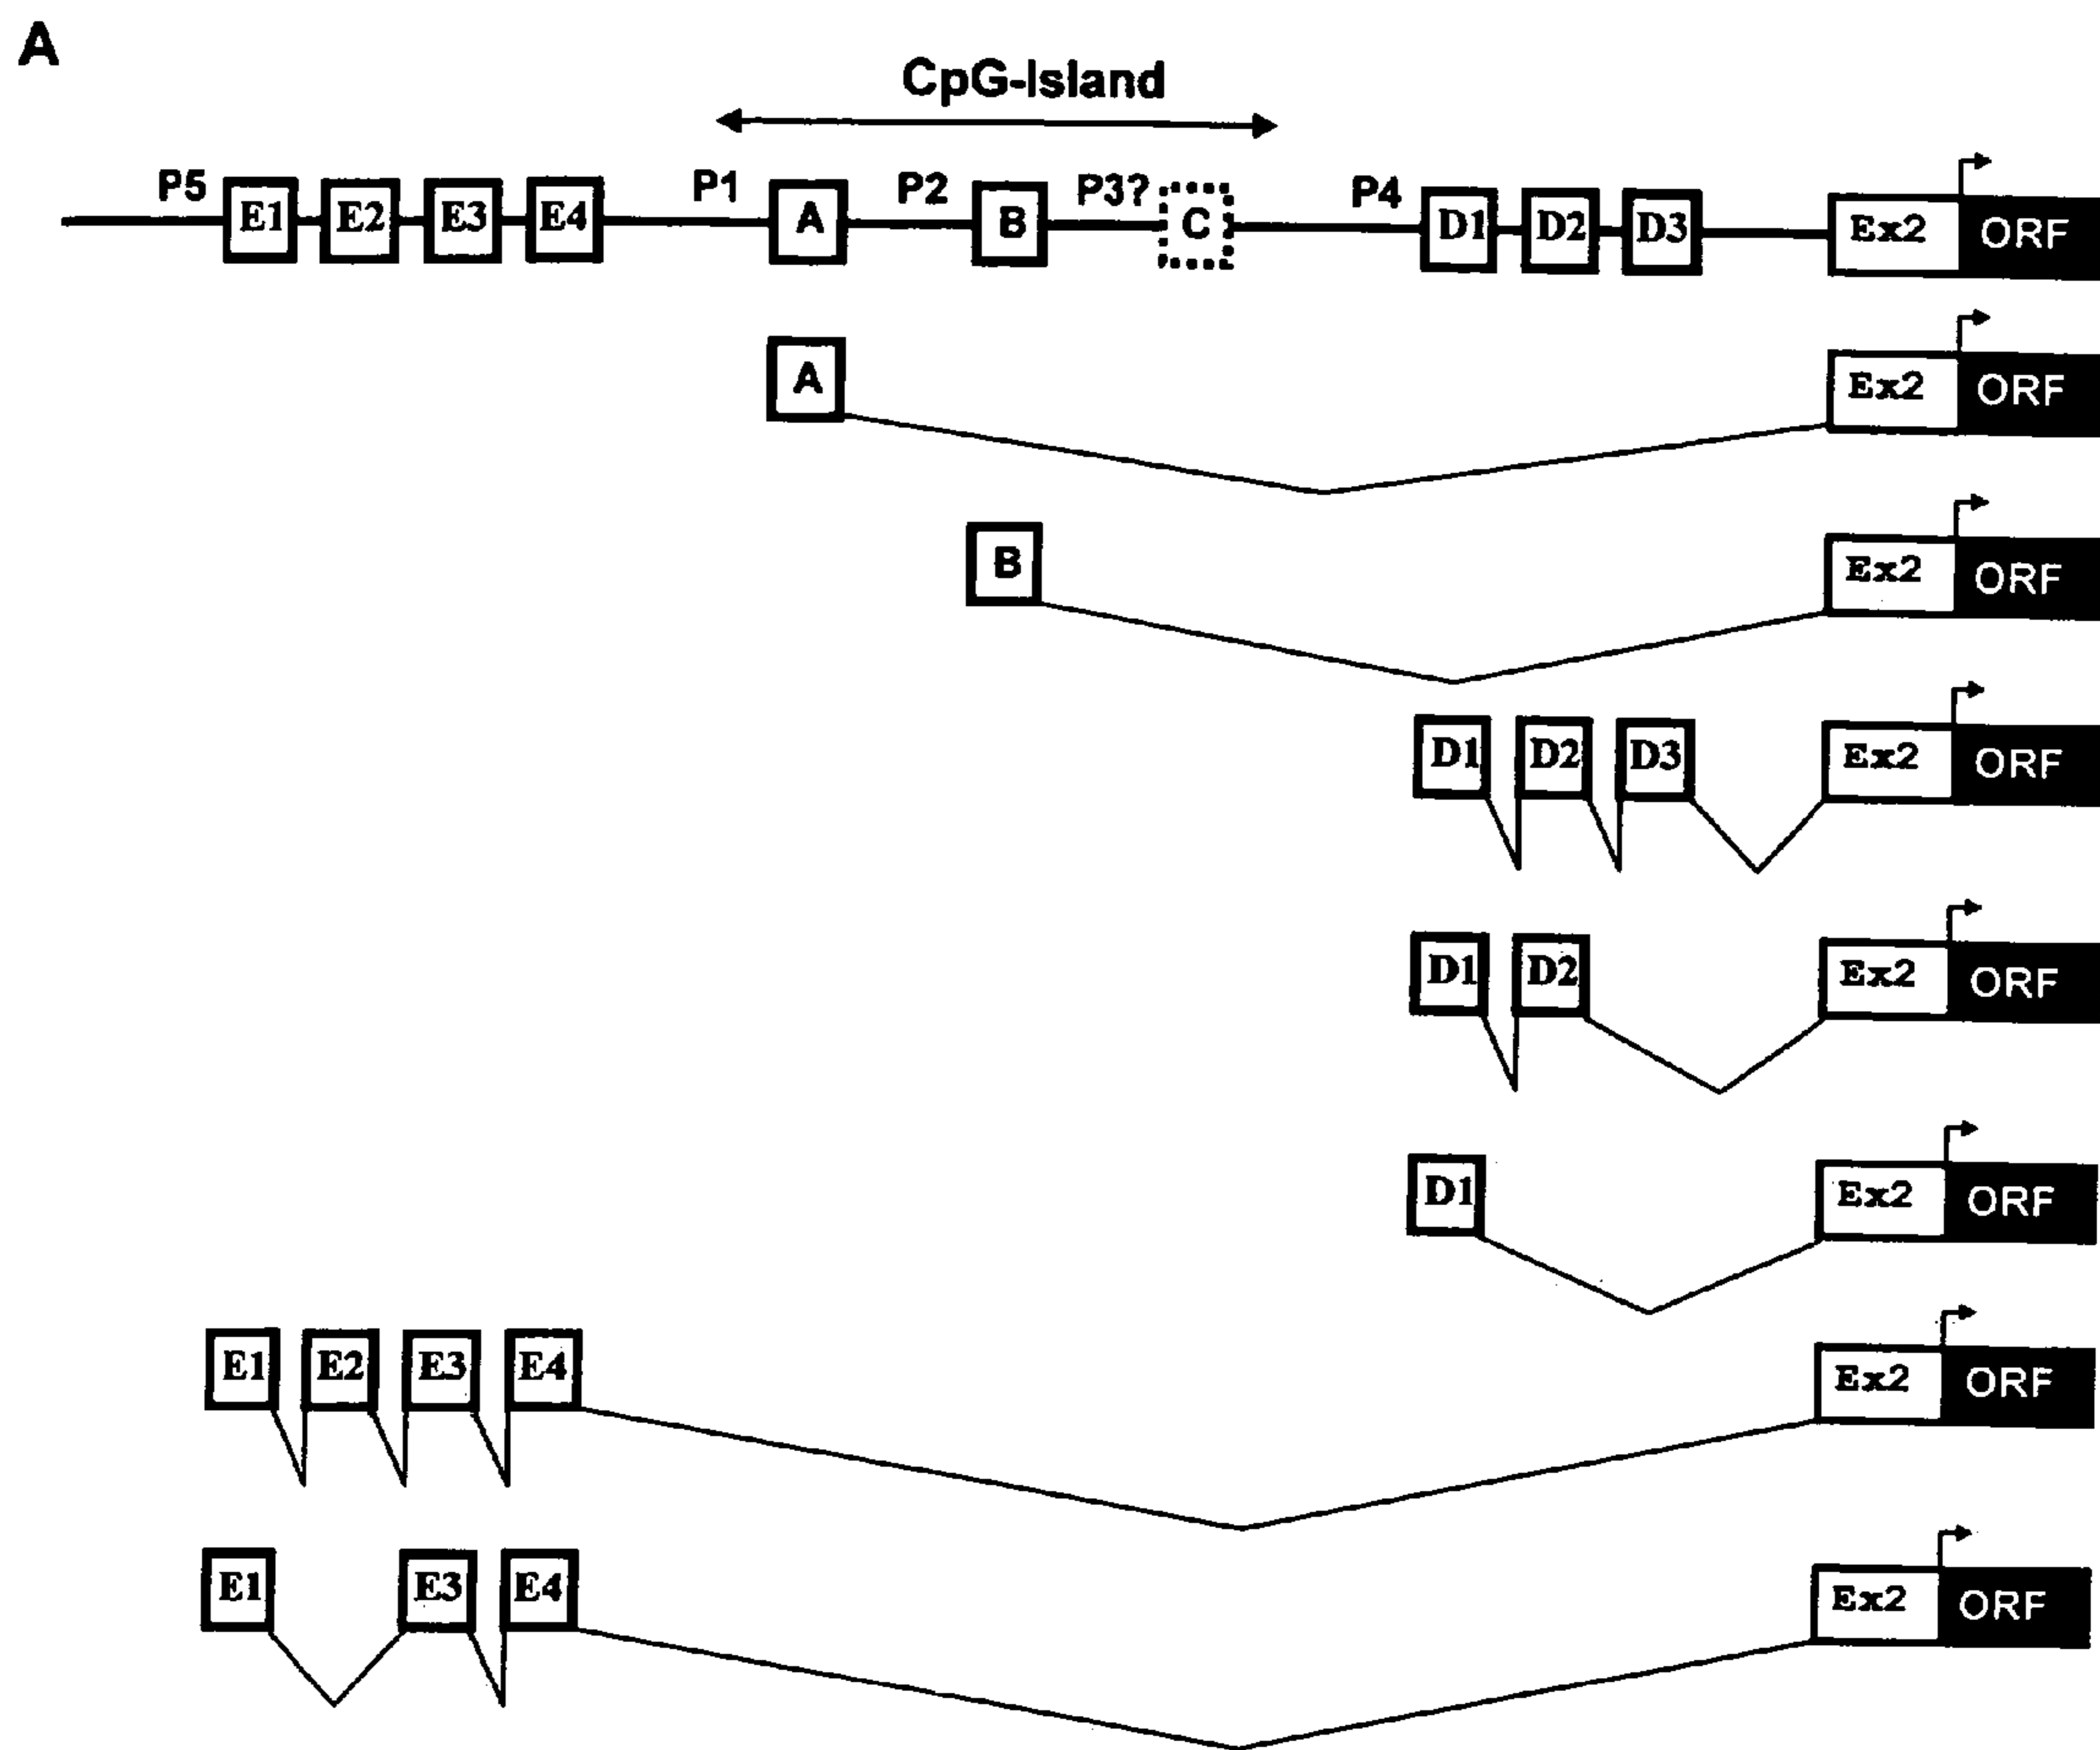 A
CpG-Island
P5 E1 E2 E3 E4 P1 A P2 B P3? C P4 D1 D2 D3 Ex2 ORF
A Ex2 ORF
B Ex2 ORF
D1 D2 D3 Ex2 ORF
D1 D2 Ex2 ORF
D1 Ex2 ORF
E1 E2 E3 E4 Ex2 ORF
E1 E3 E4 Ex2 ORF